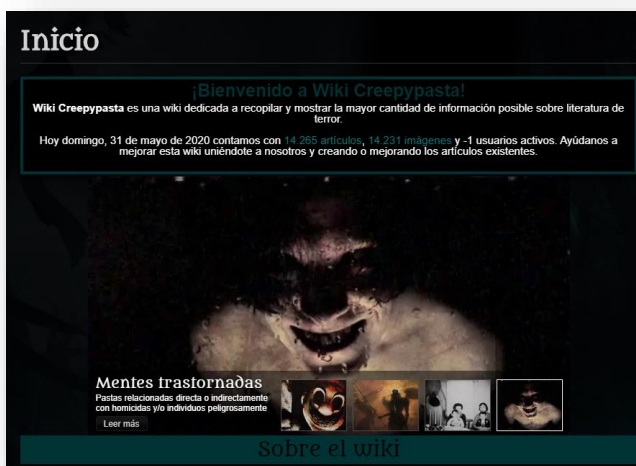 Inicio
¡Bienvenido a Wiki Creepypasta!
Wiki Creepypasta es una wiki dedicada a recopilar y mostrar la mayor cantidad de información posible sobre literatura de
terror.
Hoy domingo, 31 de mayo de 2020 contamos con 14.265 artículos, 14.231 imágenes y -1 usuarios activos. Ayúdanos a
mejorar esta wiki uniéndote a nosotros y creando o mejorando los artículos existentes.
Mentes trastornadas
Pastas relacionadas directa o indirectamente
con homicidas y/o individuos peligrosamente
Leer más
Sobre el wiki